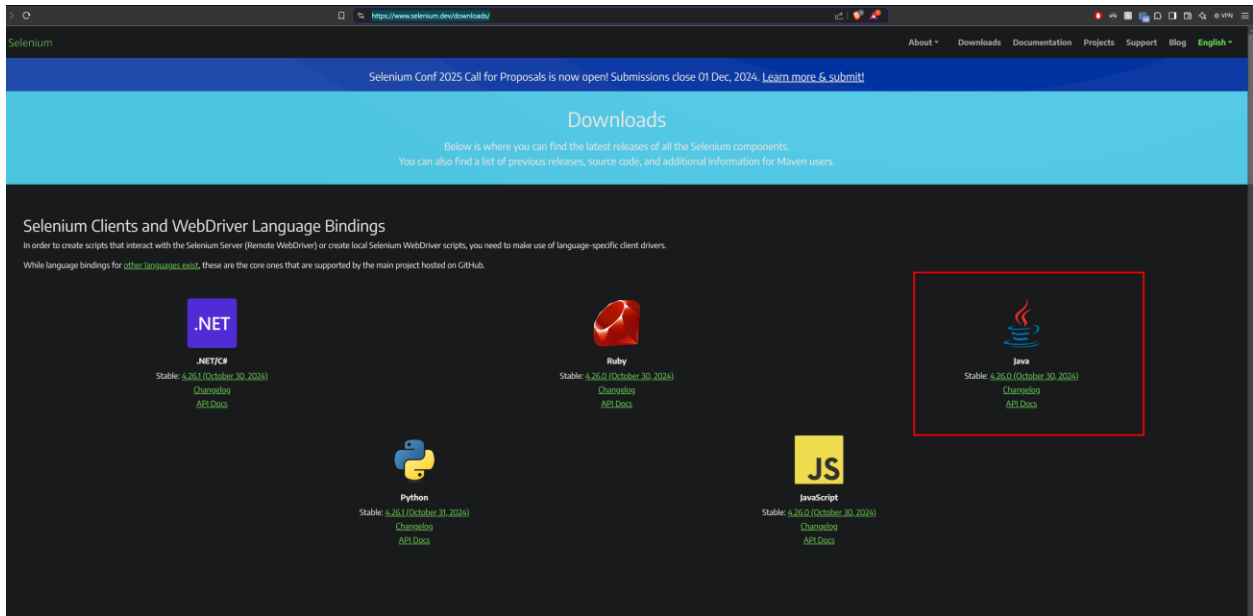 https://www.selenium.dev/downloads/
VPN
Selenium
About
Downloads
Documentation
Projects
Support
Blog
English
Selenium Conf 2025 Call for Proposals is now open! Submissions close 01 Dec, 2024. Learn more & submit!
Downloads
Below is where you can find the latest releases of all the Selenium components.
You can also find a list of previous releases, source code, and additional information for Maven users.
Selenium Clients and WebDriver Language Bindings
In order to create scripts that interact with the Selenium Server (Remote WebDriver) or create local Selenium WebDriver scripts, you need to make use of language-specific client drivers.
While language bindings for other languages exist, these are the core ones that are supported by the main project hosted on GitHub.
.NET
.NET/C#
Stable: 4.26.1 (October 30, 2024)
Changelog
API Docs
Ruby
Stable: 4.26.0 (October 30, 2024)
Changelog
API Docs
Java
Stable: 4.26.0 (October 30, 2024)
Changelog
API Docs
Python
Stable: 4.26.1 (October 31, 2024)
Changelog
API Docs
JS
JavaScript
Stable: 4.26.0 (October 30, 2024)
Changelog
API Docs